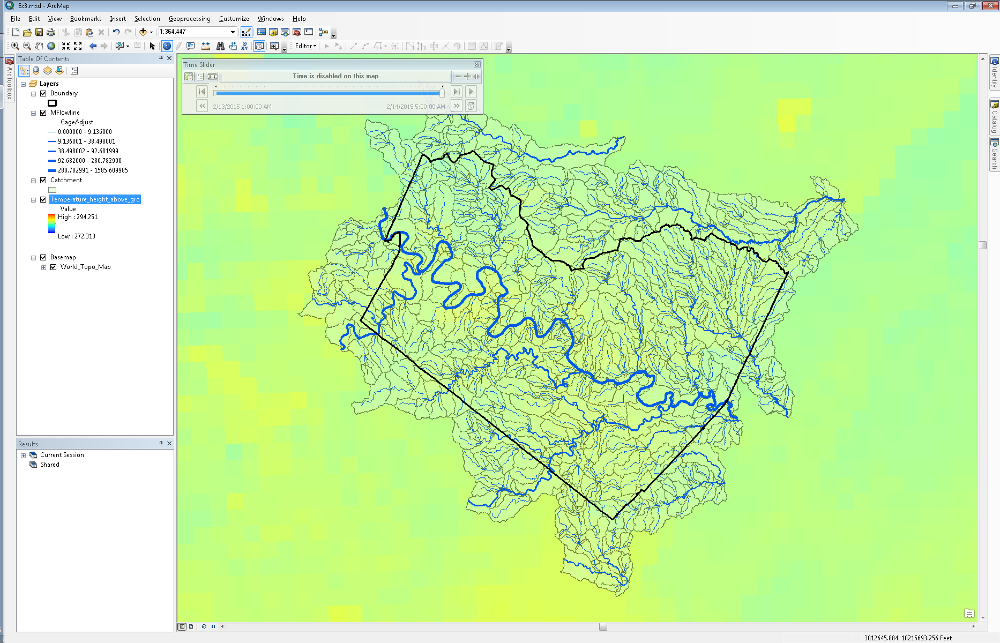 Ex3.mxd - ArcMap
File Edit View Bookmarks Insert Selection Geoprocessing Customize Windows Help
1:364,447
Editor
Table Of Contents
ArcToolbox
Layers
Boundary
MFlowline
GageAdjust
0.000000 - 9.136000
9.136001 - 38.498001
38.498002 - 92.681999
92.682000 - 280.782990
280.782991 - 1585.609985
Catchment
Temperature_height_above_gro
Value
High : 294.251
Low : 272.313
Basemap
World_Topo_Map
Results
Current Session
Shared
Time Slider
Time is disabled on this map
2/13/2015 1:00:00 AM
2/14/2015 5:00:00 AM
Identify
Catalog
Search
3012645.884 10215693.256 Feet